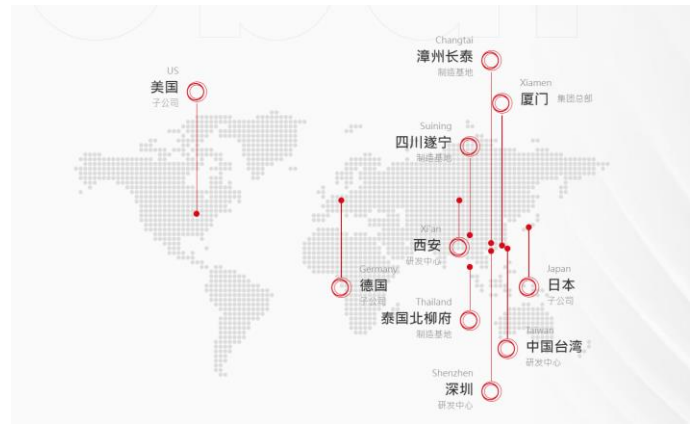 Changtai
漳州长泰
制造基地
US
美国
子公司
Xiamen
厦门 集团总部
Suining
四川遂宁
制造基地
Xi'an
西安
研发中心
Germany
德国
子公司
Japan
日本
子公司
Thailand
泰国北柳府
制造基地
Taiwan
中国台湾
研发中心
Shenzhen
深圳
研发中心